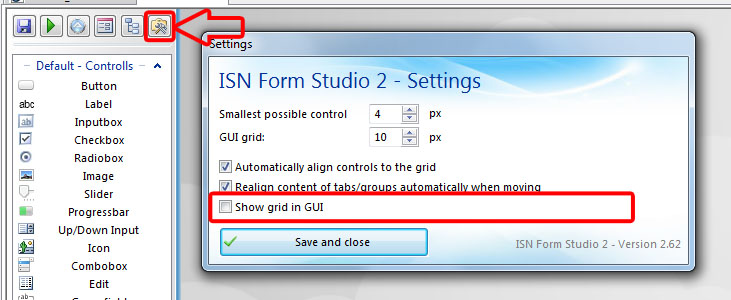 Settings
Default - Controlls
Button
abc Label
ab Inputbox
Checkbox
Radiobox
Image
Slider
Progressbar
Up/Down Input
Icon
Combobox
Edit
ISN Form Studio 2 - Settings
Smallest possible control 4 px
GUI grid: 10 px
Automatically align controls to the grid
Realign content of tabs/groups automatically when moving
Show grid in GUI
Save and close
ISN Form Studio 2 - Version 2.62